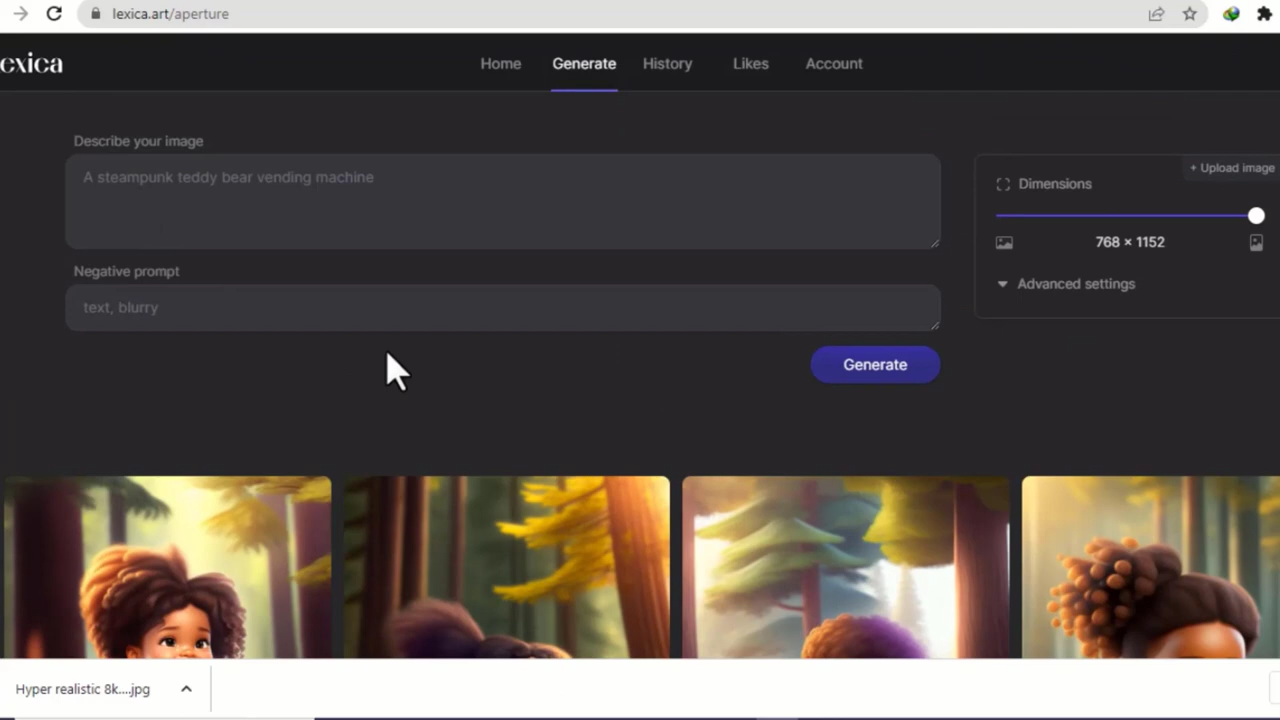 lexica.art/aperture
exica
Home Generate History Likes Account
Describe your image
A steampunk teddy bear vending machine
+ Upload image
Dimensions
768 × 1152
Advanced settings
Negative prompt
text, blurry
Generate
Hyper realistic 8k....jpg